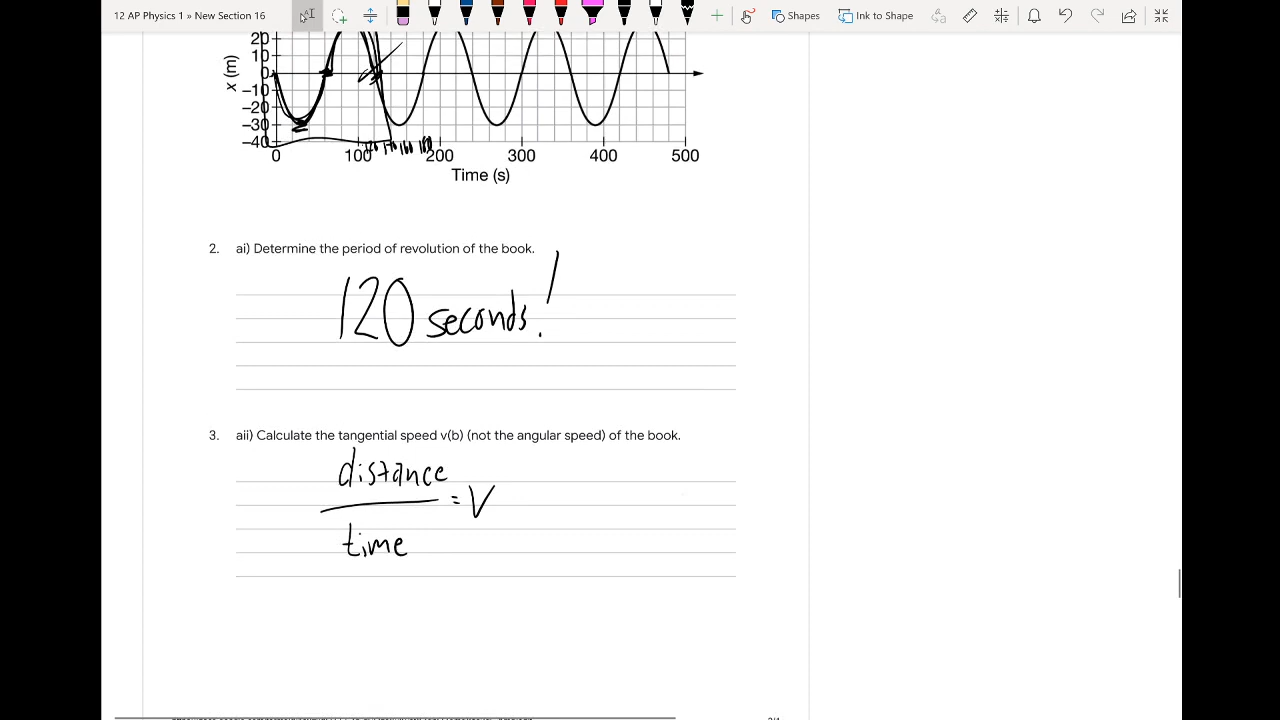 12 AP Physics 1 » New Section 16
Shapes
Ink to Shape
20
10
0
−10
−20
−30
−40
x (m)
0 100 200 300 400 500
Time (s)
2. ai) Determine the period of revolution of the book.
120 seconds!
3. aii) Calculate the tangential speed v(b) (not the angular speed) of the book.
distance
= V
time